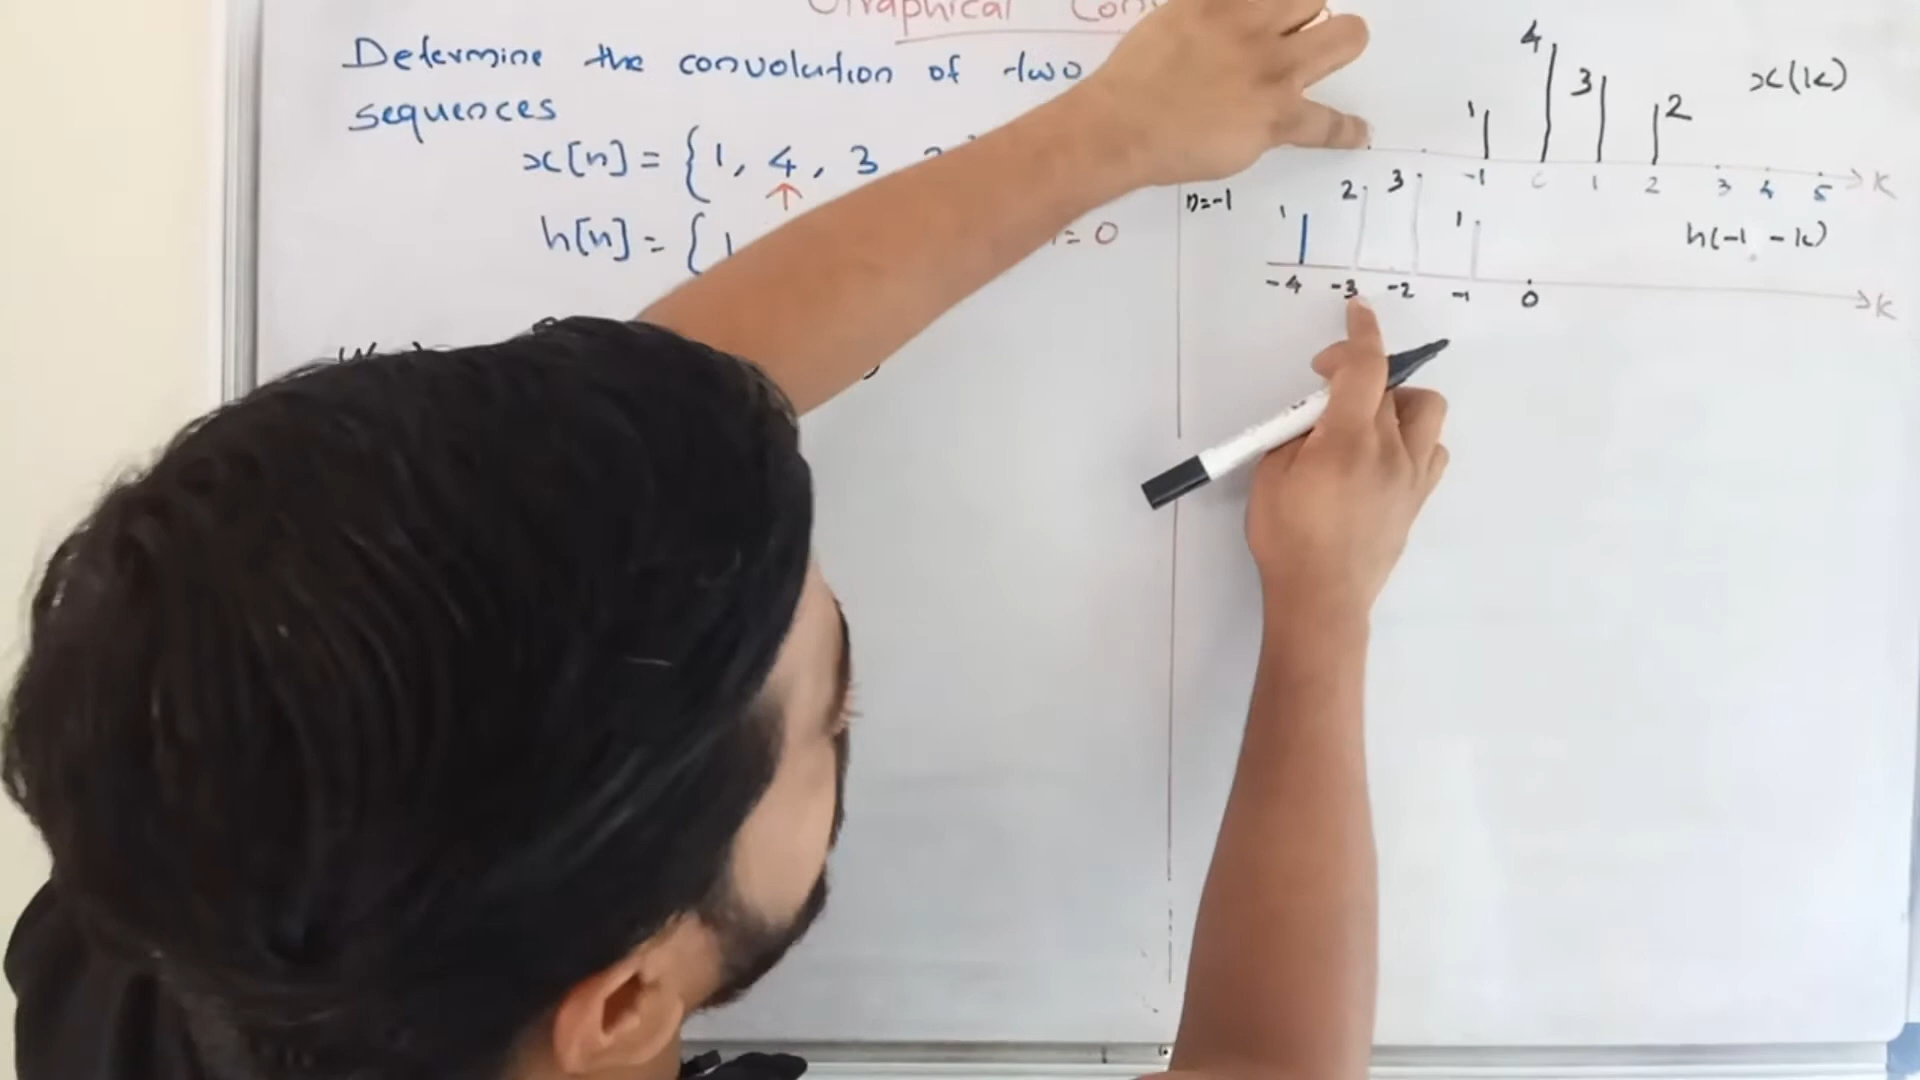 Graphical
Determine the convolution of two
sequences
x[n] = {1, 4, 3
↑
h[n] = {1
= 0
4
1 3 2 x(k)
-1 0 1 2 3 4 5 K
n=-1
1 2 3 1 h(-1 - k)
-4 -3 -2 -1 0 K